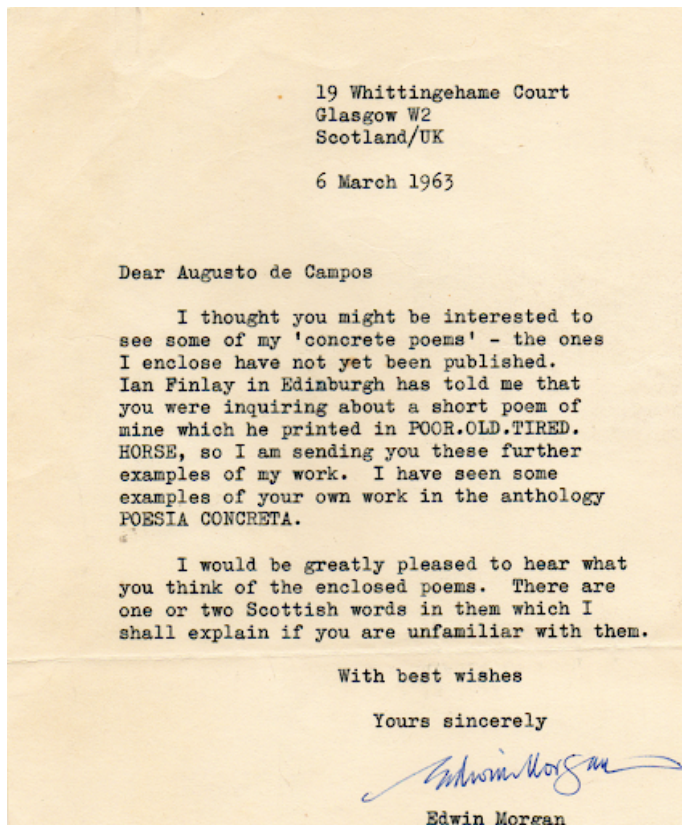 19 Whittingehame Court
Glasgow W2
Scotland/UK
6 March 1963
Dear Augusto de Campos
I thought you might be interested to
see some of my 'concrete poems' - the ones
I enclose have not yet been published.
Ian Finlay in Edinburgh has told me that
you were inquiring about a short poem of
mine which he printed in POOR.OLD.TIRED.
HORSE, so I am sending you these further
examples of my work. I have seen some
examples of your own work in the anthology
POESIA CONCRETA.
I would be greatly pleased to hear what
you think of the enclosed poems. There are
one or two Scottish words in them which I
shall explain if you are unfamiliar with them.
With best wishes
Yours sincerely
Edwin Morgan
Edwin Morgan